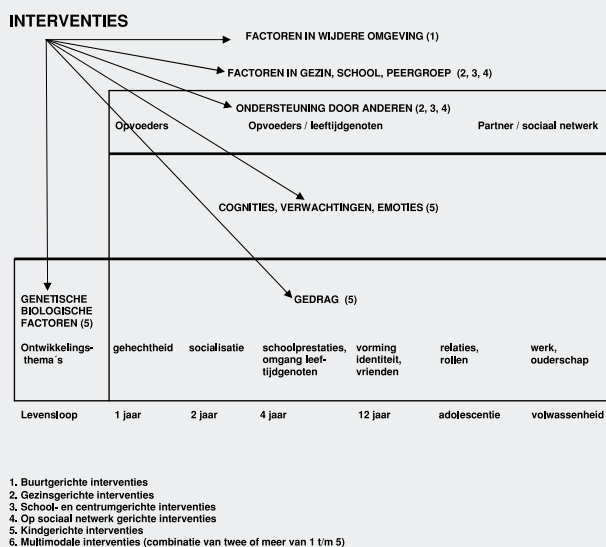 INTERVENTIES
FACTOREN IN WIJDERE OMGEVING (1)
FACTOREN IN GEZIN, SCHOOL, PEERGROEP (2, 3, 4)
ONDERSTEUNING DOOR ANDEREN (2, 3, 4)
Opvoeders Opvoeders / leeftijdgenoten Partner / sociaal netwerk
COGNITIES, VERWACHTINGEN, EMOTIES (5)
GENETISCHE
BIOLOGISCHE
FACTOREN (5)
GEDRAG (5)
Ontwikkelings-
thema´s
gehechtheid
socialisatie
schoolprestaties,
omgang leef-
tijdgenoten
vorming
identiteit,
vrienden
relaties,
rollen
werk,
ouderschap
Levensloop 1 jaar 2 jaar 4 jaar 12 jaar adolescentie volwassenheid
1. Buurtgerichte interventies
2. Gezinsgerichte interventies
3. School- en centrumgerichte interventies
4. Op sociaal netwerk gerichte interventies
5. Kindgerichte interventies
6. Multimodale interventies (combinatie van twee of meer van 1 t/m 5)